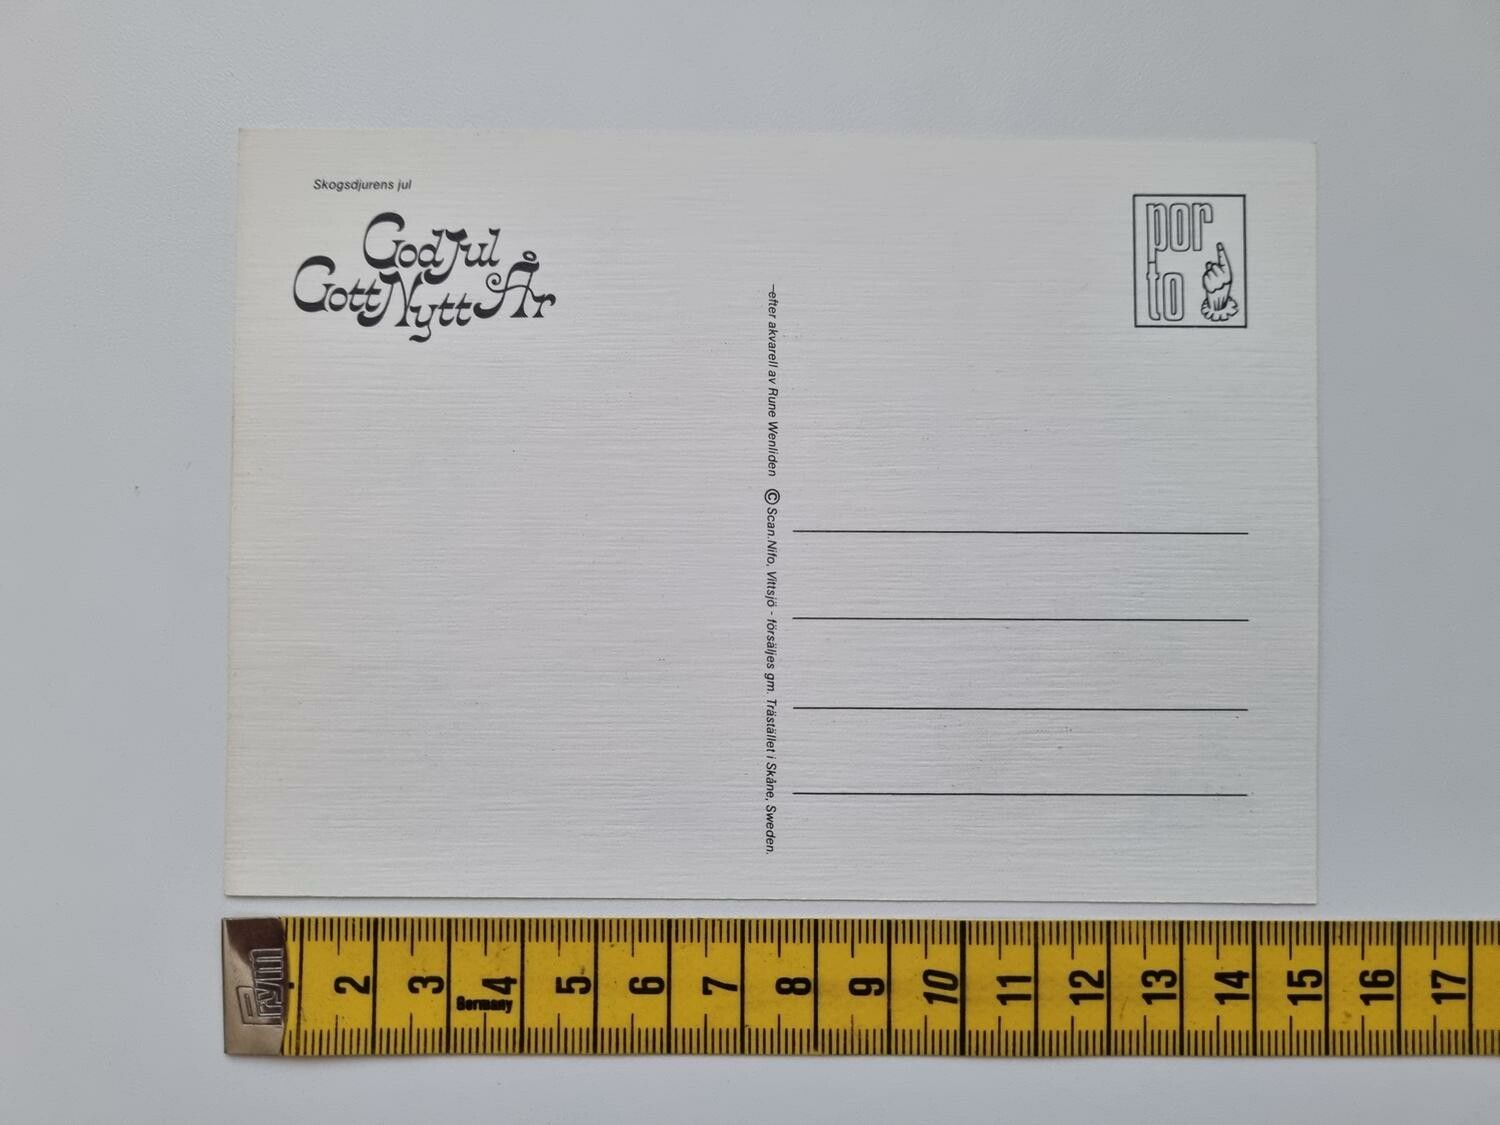 Skogsdjurens jul
God Jul
Gott Nytt År
por
to
–efter akvarell av Rune Wenliden © Scan.Nifo, Vittsjö - försäljes gm. Trästället i Skåne, Sweden.
Prym
2 3 4 5 6 7 8 9 10 11 12 13 14 15 16 17
Germany